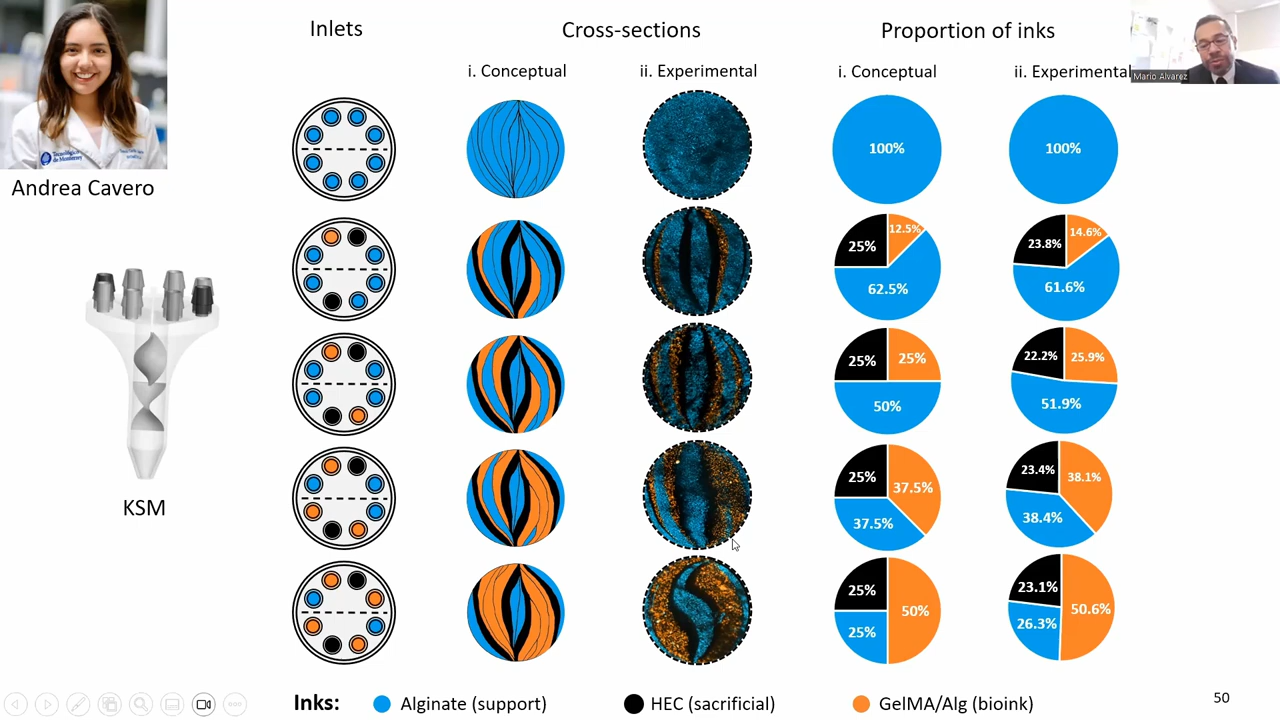 Inlets
Cross-sections
Proportion of inks
i. Conceptual
ii. Experimental
i. Conceptual
ii. Experimental
Mario Alvarez
Tecnológico
de Monterrey
Andrea Cavero
KSM
100%
100%
25%
12.5%
62.5%
23.8%
14.6%
61.6%
25%
25%
50%
22.2%
25.9%
51.9%
25%
37.5%
37.5%
23.4%
38.1%
38.4%
25%
50%
25%
23.1%
50.6%
26.3%
Inks:
Alginate (support)
HEC (sacrificial)
GelMA/Alg (bioink)
50